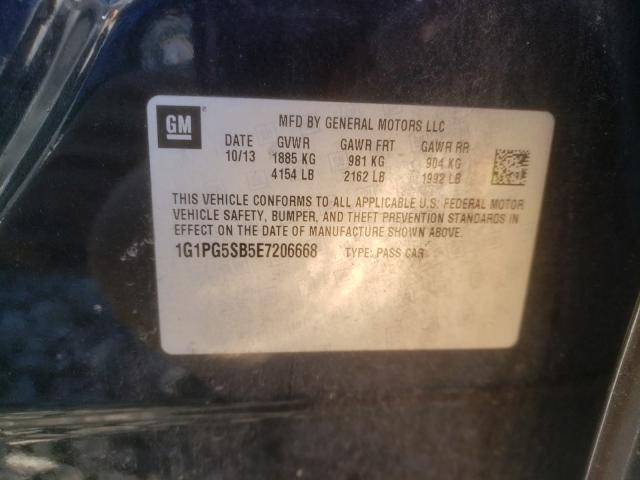 GM
MFD BY GENERAL MOTORS LLC
DATE GVWR GAWR FRT GAWR RR
10/13 1885 KG 981 KG 904 KG
4154 LB 2162 LB 1992 LB
THIS VEHICLE CONFORMS TO ALL APPLICABLE U.S. FEDERAL MOTOR
VEHICLE SAFETY, BUMPER, AND THEFT PREVENTION STANDARDS IN
EFFECT ON THE DATE OF MANUFACTURE SHOWN ABOVE.
1G1PG5SB5E7206668 TYPE: PASS CAR